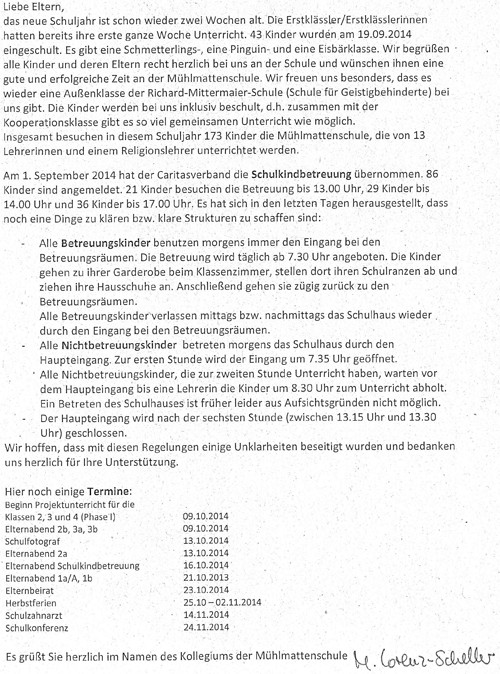 Liebe Eltern,
das neue Schuljahr ist schon wieder zwei Wochen alt. Die Erstklässler/Erstklässlerinnen
hatten bereits ihre erste ganze Woche Unterricht. 43 Kinder wurden am 19.09.2014
eingeschult. Es gibt eine Schmetterlings-, eine Pinguin- und eine Eisbärklasse. Wir begrüßen
alle Kinder und deren Eltern recht herzlich bei uns an der Schule und wünschen ihnen eine
gute und erfolgreiche Zeit an der Mühlmattenschule. Wir freuen uns besonders, dass es
wieder eine Außenklasse der Richard-Mittermaier-Schule (Schule für Geistigbehinderte) bei
uns gibt. Die Kinder werden bei uns inklusiv beschult, d.h. zusammen mit der
Kooperationsklasse gibt es so viel gemeinsamen Unterricht wie möglich.
Insgesamt besuchen in diesem Schuljahr 173 Kinder die Mühlmattenschule, die von 13
Lehrerinnen und einem Religionslehrer unterrichtet werden.
Am 1. September 2014 hat der Caritasverband die Schulkindbetreuung übernommen. 86
Kinder sind angemeldet. 21 Kinder besuchen die Betreuung bis 13.00 Uhr, 29 Kinder bis
14.00 Uhr und 36 Kinder bis 17.00 Uhr. Es hat sich in den letzten Tagen herausgestellt, dass
noch eine Dinge zu klären bzw. klare Strukturen zu schaffen sind:
- Alle Betreuungskinder benutzen morgens immer den Eingang bei den
Betreuungsräumen. Die Betreuung wird täglich ab 7.30 Uhr angeboten. Die Kinder
gehen zu ihrer Garderobe beim Klassenzimmer, stellen dort ihren Schulranzen ab und
ziehen ihre Hausschuhe an. Anschließend gehen sie zügig zurück zu den
Betreuungsräumen.
Alle Betreuungskinder verlassen mittags bzw. nachmittags das Schulhaus wieder
durch den Eingang bei den Betreuungsräumen.
- Alle Nichtbetreuungskinder betreten morgens das Schulhaus durch den
Haupteingang. Zur ersten Stunde wird der Eingang um 7.35 Uhr geöffnet.
- Alle Nichtbetreuungskinder, die zur zweiten Stunde Unterricht haben, warten vor
dem Haupteingang bis eine Lehrerin die Kinder um 8.30 Uhr zum Unterricht abholt.
Ein Betreten des Schulhauses ist früher leider aus Aufsichtsgründen nicht möglich.
- Der Haupteingang wird nach der sechsten Stunde (zwischen 13.15 Uhr und 13.30
Uhr) geschlossen.
Wir hoffen, dass mit diesen Regelungen einige Unklarheiten beseitigt wurden und bedanken
uns herzlich für Ihre Unterstützung.
Hier noch einige Termine:
Beginn Projektunterricht für die
Klassen 2, 3 und 4 (Phase I) 09.10.2014
Elternabend 2b, 3a, 3b 09.10.2014
Schulfotograf 13.10.2014
Elternabend 2a 13.10.2014
Elternabend Schulkindbetreuung 16.10.2014
Elternabend 1a/A, 1b 21.10.2013
Elternbeirat 23.10.2014
Herbstferien 25.10 – 02.11.2014
Schulzahnarzt 14.11.2014
Schulkonferenz 24.11.2014
Es grüßt Sie herzlich im Namen des Kollegiums der Mühlmattenschule M. Lorenz-Scheller